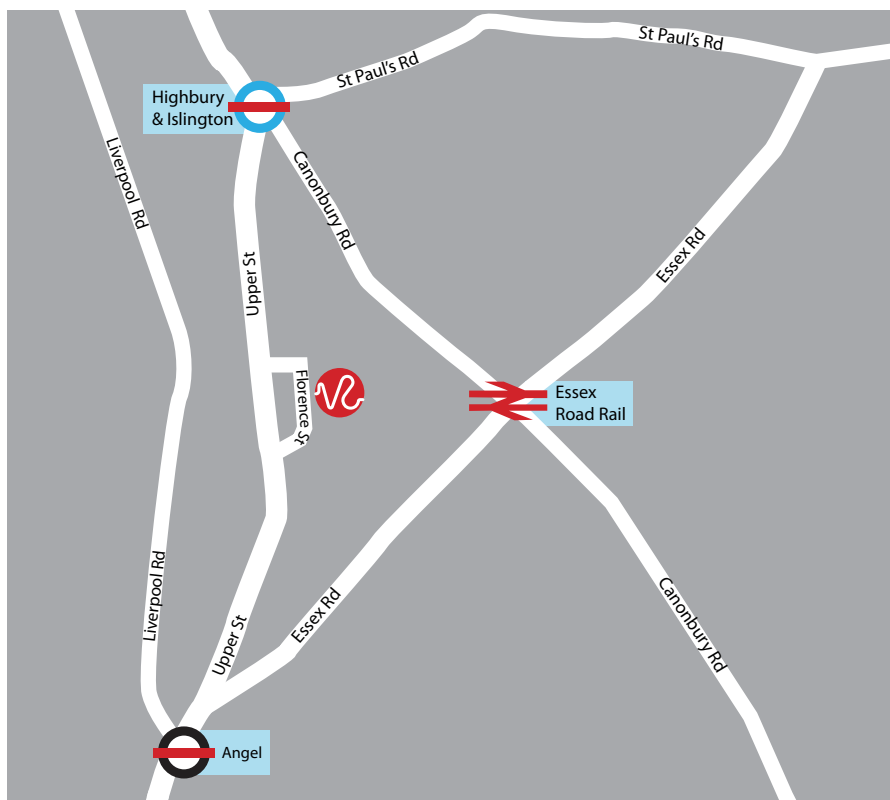 St Paul's Rd
St Paul's Rd
Highbury
& Islington
Liverpool Rd
Canonbury Rd
Upper St
Essex Rd
Florence St
Essex
Road Rail
Liverpool Rd
Upper St
Essex Rd
Canonbury Rd
Angel